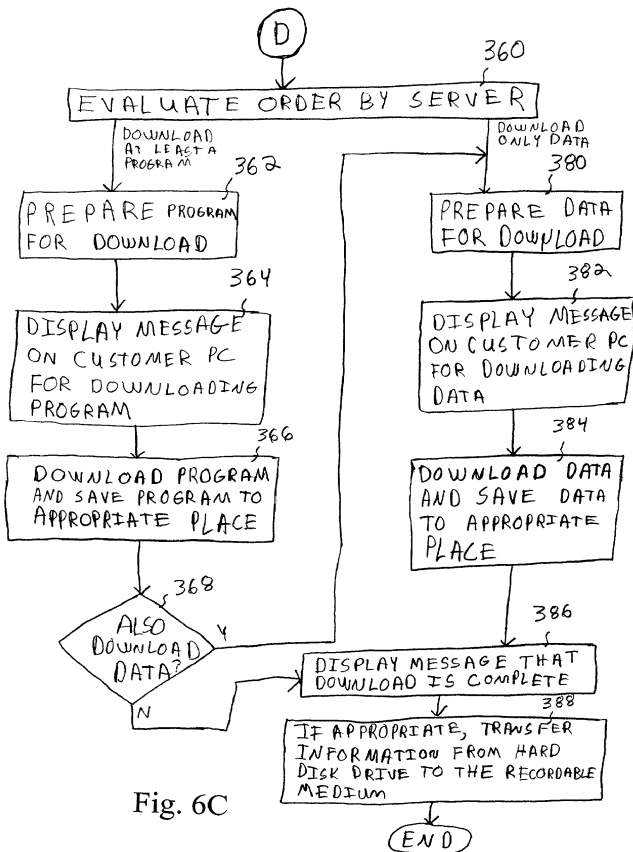 D
360
EVALUATE ORDER BY SERVER
DOWNLOAD
AT LEAST A
PROGRAM
362
PREPARE PROGRAM
FOR DOWNLOAD
364
DISPLAY MESSAGE
ON CUSTOMER PC
FOR DOWNLOADING
PROGRAM
366
DOWNLOAD PROGRAM
AND SAVE PROGRAM TO
APPROPRIATE PLACE
368
ALSO
DOWNLOAD
DATA?
Y
N
DOWNLOAD
ONLY DATA
380
PREPARE DATA
FOR DOWNLOAD
382
DISPLAY MESSAGE
ON CUSTOMER PC
FOR DOWNLOADING
DATA
384
DOWNLOAD DATA
AND SAVE DATA
TO APPROPRIATE
PLACE
386
DISPLAY MESSAGE THAT
DOWNLOAD IS COMPLETE
388
IF APPROPRIATE, TRANSFER
INFORMATION FROM HARD
DISK DRIVE TO THE RECORDABLE
MEDIUM
END
Fig. 6C